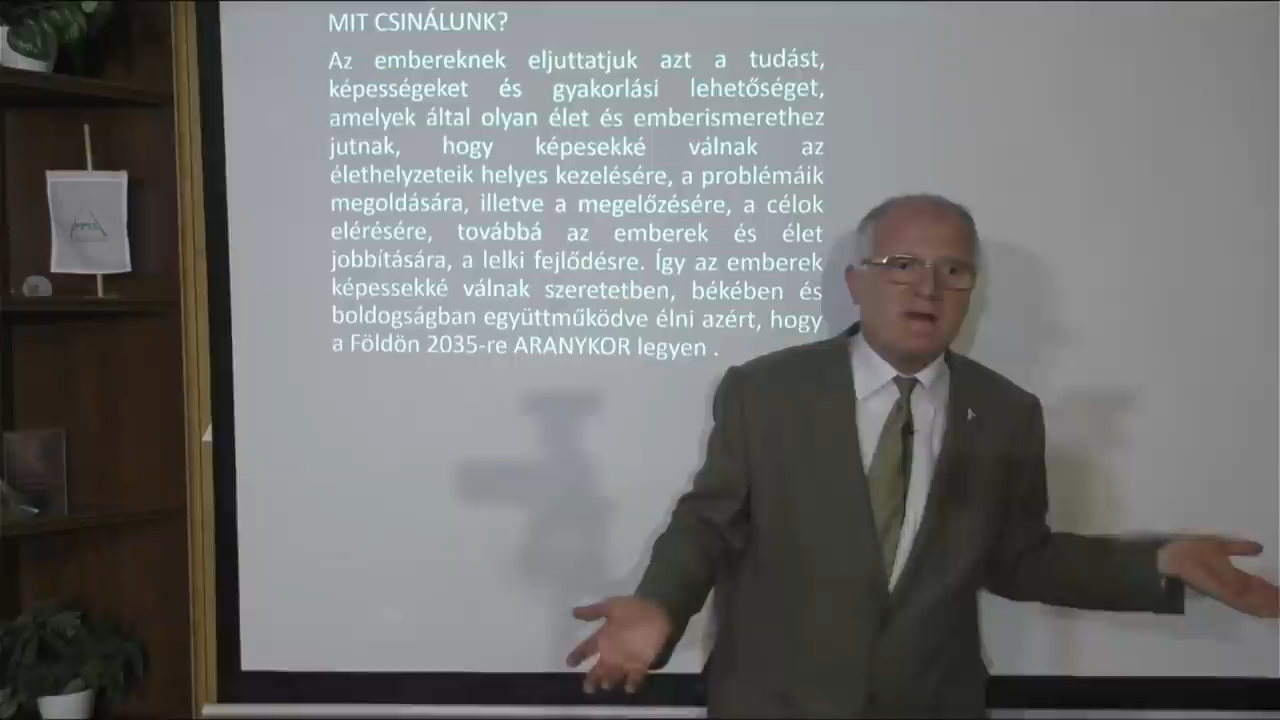 MIT CSINÁLUNK?
Az embereknek eljuttatjuk azt a tudást,
képességeket és gyakorlási lehetőséget,
amelyek által olyan élet és emberismerethez
jutnak, hogy képesekké válnak az
élethelyzeteik helyes kezelésére, a problémáik
megoldására, illetve a megelőzésére, a célok
elérésére, továbbá az emberek és élet
jobbítására, a lelki fejlődésre. Így az emberek
képessekké válnak szeretetben, békében és
boldogságban együttműködve élni azért, hogy
a Földön 2035-re ARANYKOR legyen .